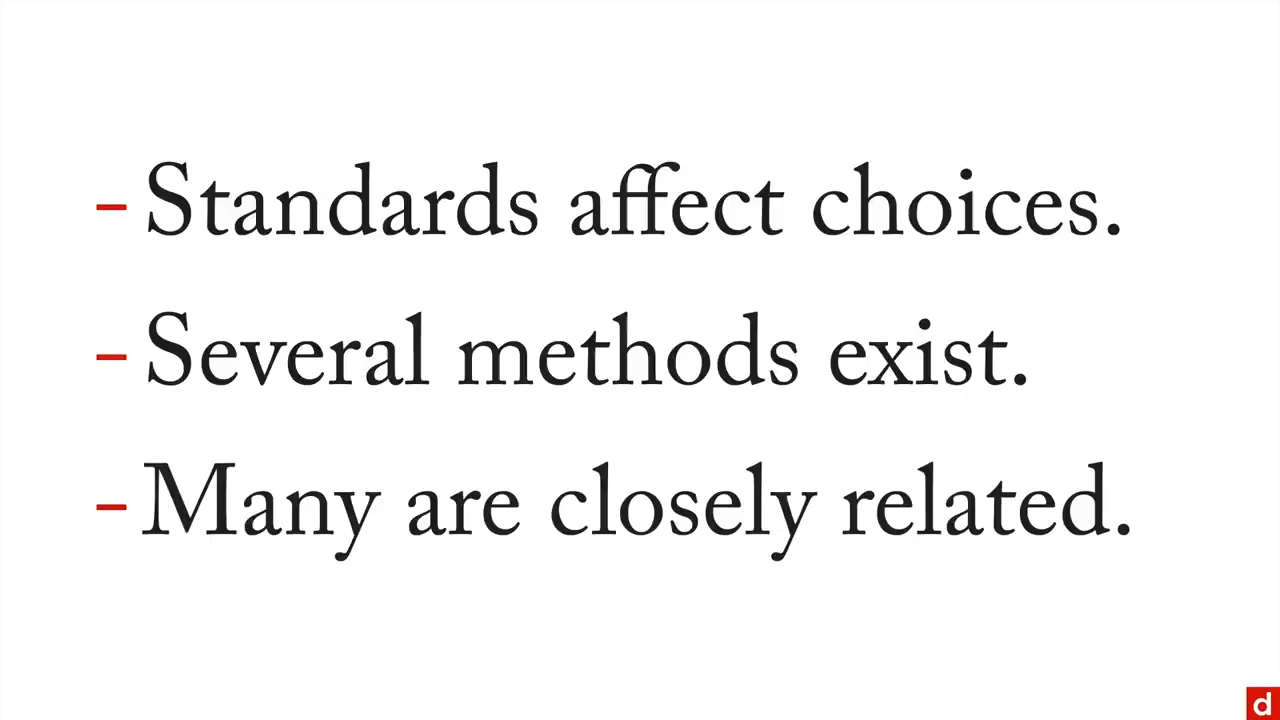 – Standards affect choices.
– Several methods exist.
– Many are closely related.
d